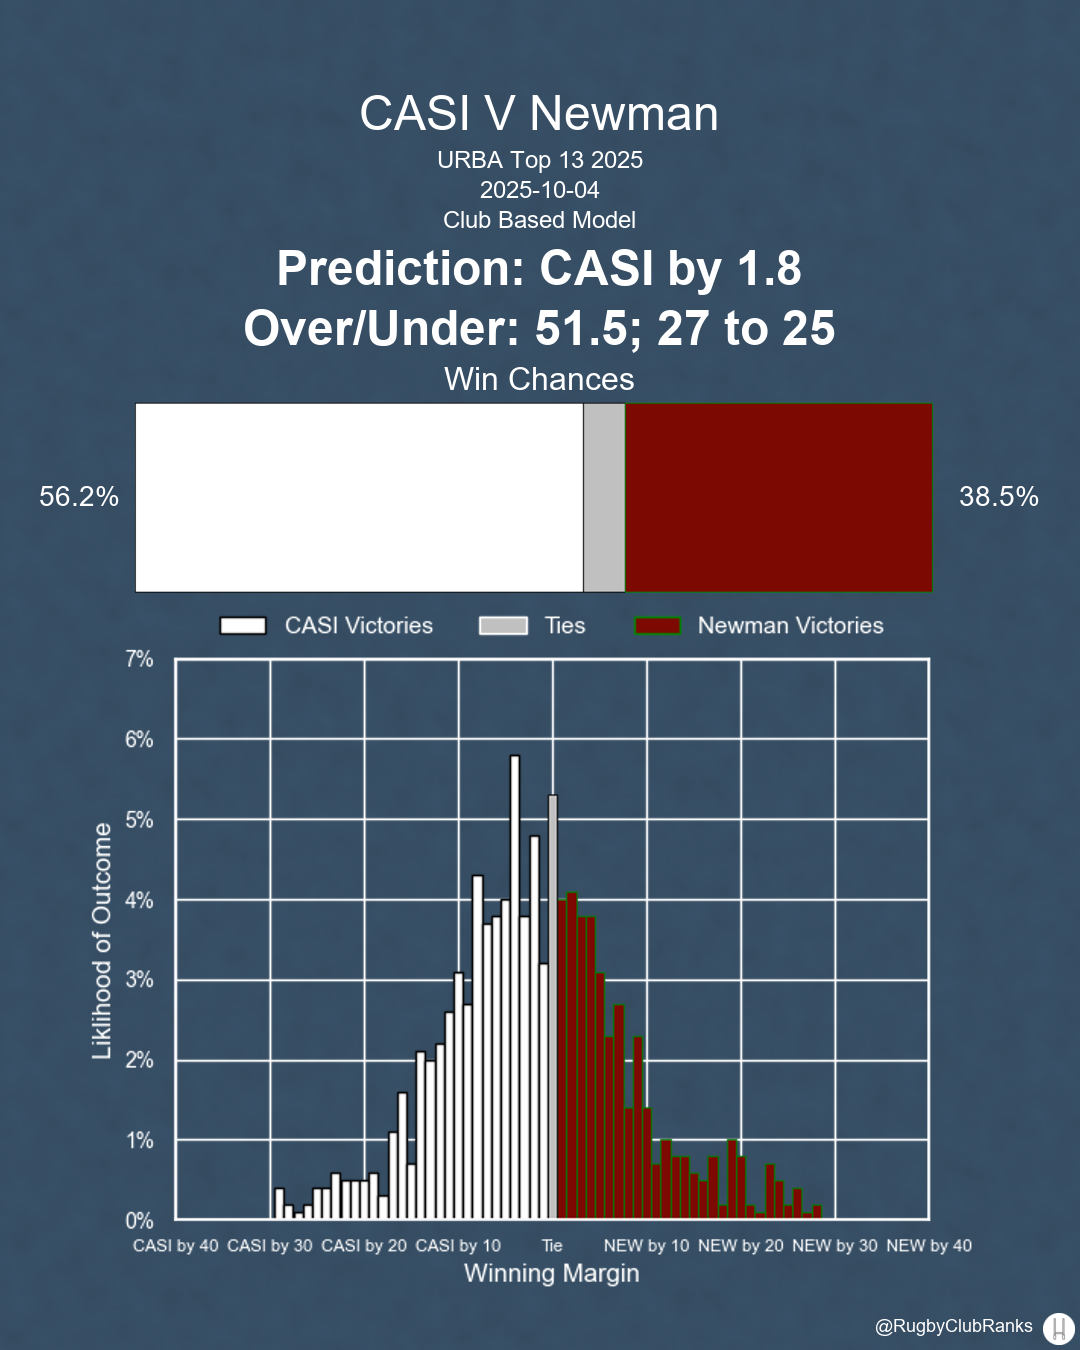 CASI V Newman
URBA Top 13 2025
2025-10-04
Club Based Model
Prediction: CASI by 1.8
Over/Under: 51.5; 27 to 25
Win Chances
56.2%
38.5%
CASI Victories
Ties
Newman Victories
7%
6%
5%
4%
3%
2%
1%
0%
Liklihood of Outcome
CASI by 40
CASI by 30
CASI by 20
CASI by 10
Tie
NEW by 10
NEW by 20
NEW by 30
NEW by 40
Winning Margin
@RugbyClubRanks